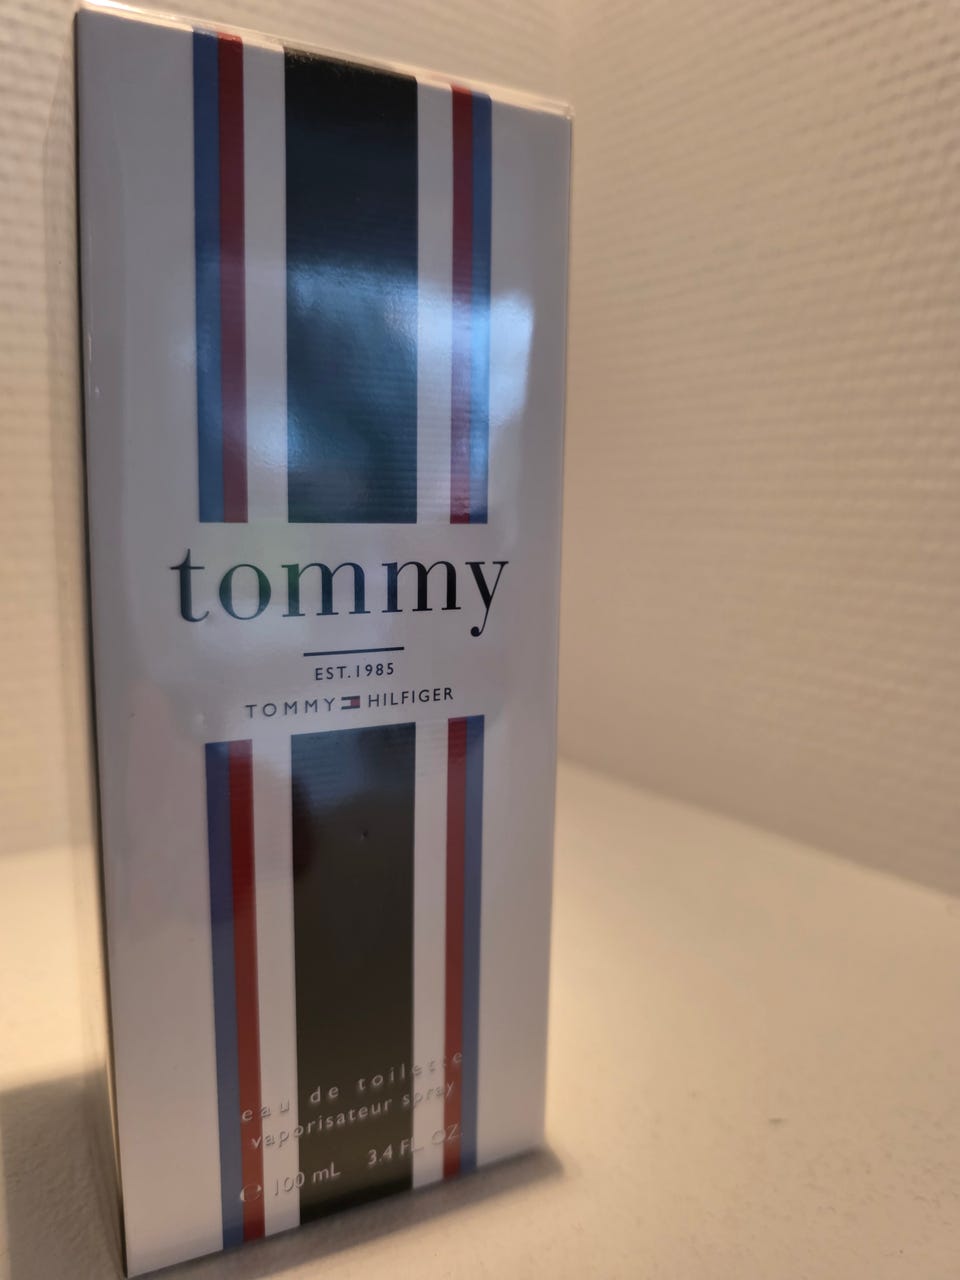 tommy
EST.1985
TOMMY HILFIGER
eau de toilette
vaporisateur spray
℮ 100 mL 3.4 FL. OZ.